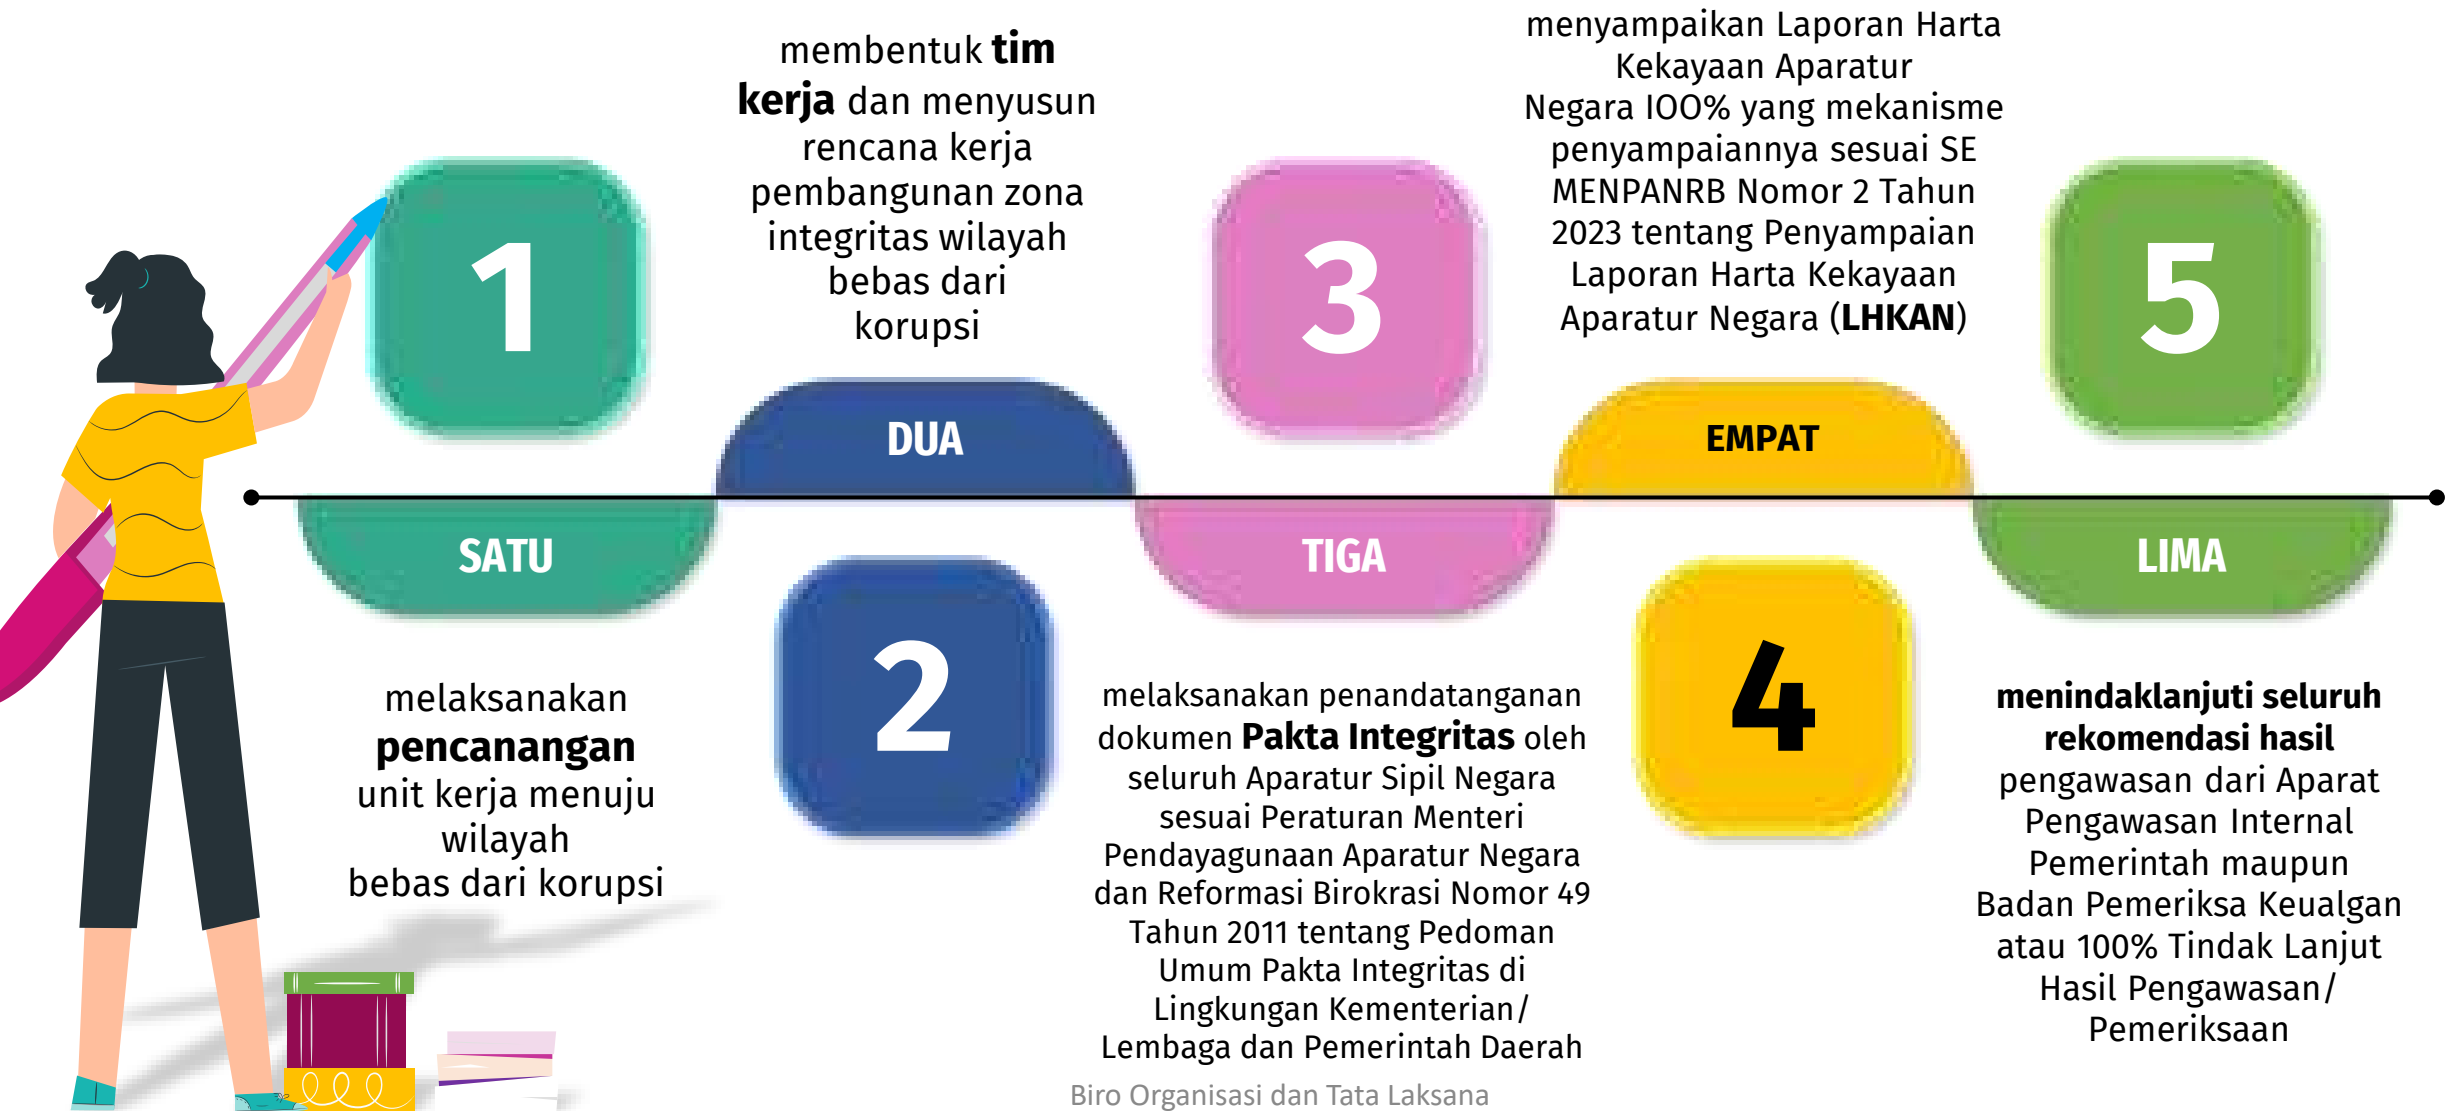 1
SATU
melaksanakan
pencanangan
unit kerja menuju
wilayah
bebas dari korupsi
membentuk tim
kerja dan menyusun
rencana kerja
pembangunan zona
integritas wilayah
bebas dari
korupsi
DUA
2
3
TIGA
melaksanakan penandatanganan
dokumen Pakta Integritas oleh
seluruh Aparatur Sipil Negara
sesuai Peraturan Menteri
Pendayagunaan Aparatur Negara
dan Reformasi Birokrasi Nomor 49
Tahun 2011 tentang Pedoman
Umum Pakta Integritas di
Lingkungan Kementerian/
Lembaga dan Pemerintah Daerah
menyampaikan Laporan Harta
Kekayaan Aparatur
Negara IOO% yang mekanisme
penyampaiannya sesuai SE
MENPANRB Nomor 2 Tahun
2023 tentang Penyampaian
Laporan Harta Kekayaan
Aparatur Negara (LHKAN)
EMPAT
4
5
LIMA
menindaklanjuti seluruh
rekomendasi hasil
pengawasan dari Aparat
Pengawasan Internal
Pemerintah maupun
Badan Pemeriksa Keualgan
atau 100% Tindak Lanjut
Hasil Pengawasan/
Pemeriksaan
Biro Organisasi dan Tata Laksana